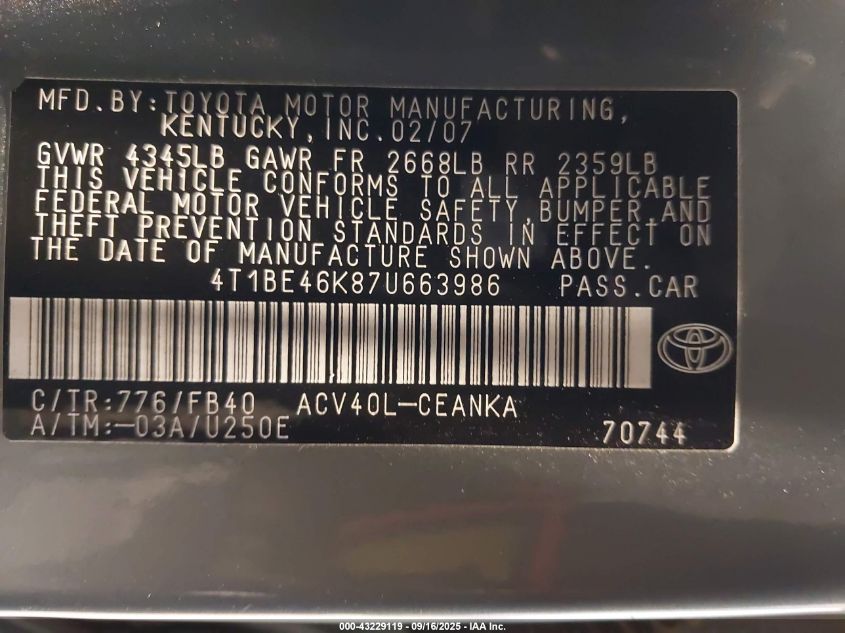 MFD.BY:TOYOTA MOTOR MANUFACTURING,
KENTUCKY,INC.02/07
GVWR 4345LB GAWR FR 2668LB RR 2359LB
THIS VEHICLE CONFORMS TO ALL APPLICABLE
FEDERAL MOTOR VEHICLE SAFETY,BUMPER,AND
THEFT PREVENTION STANDARDS IN EFFECT ON
THE DATE OF MANUFACTURE SHOWN ABOVE.
4T1BE46K87U663986 PASS.CAR
C/TR:776/FB40 ACV40L-CEANKA
A/TM:-03A/U250E 70744
000-43229119 - 09/16/2025 - IAA Inc.